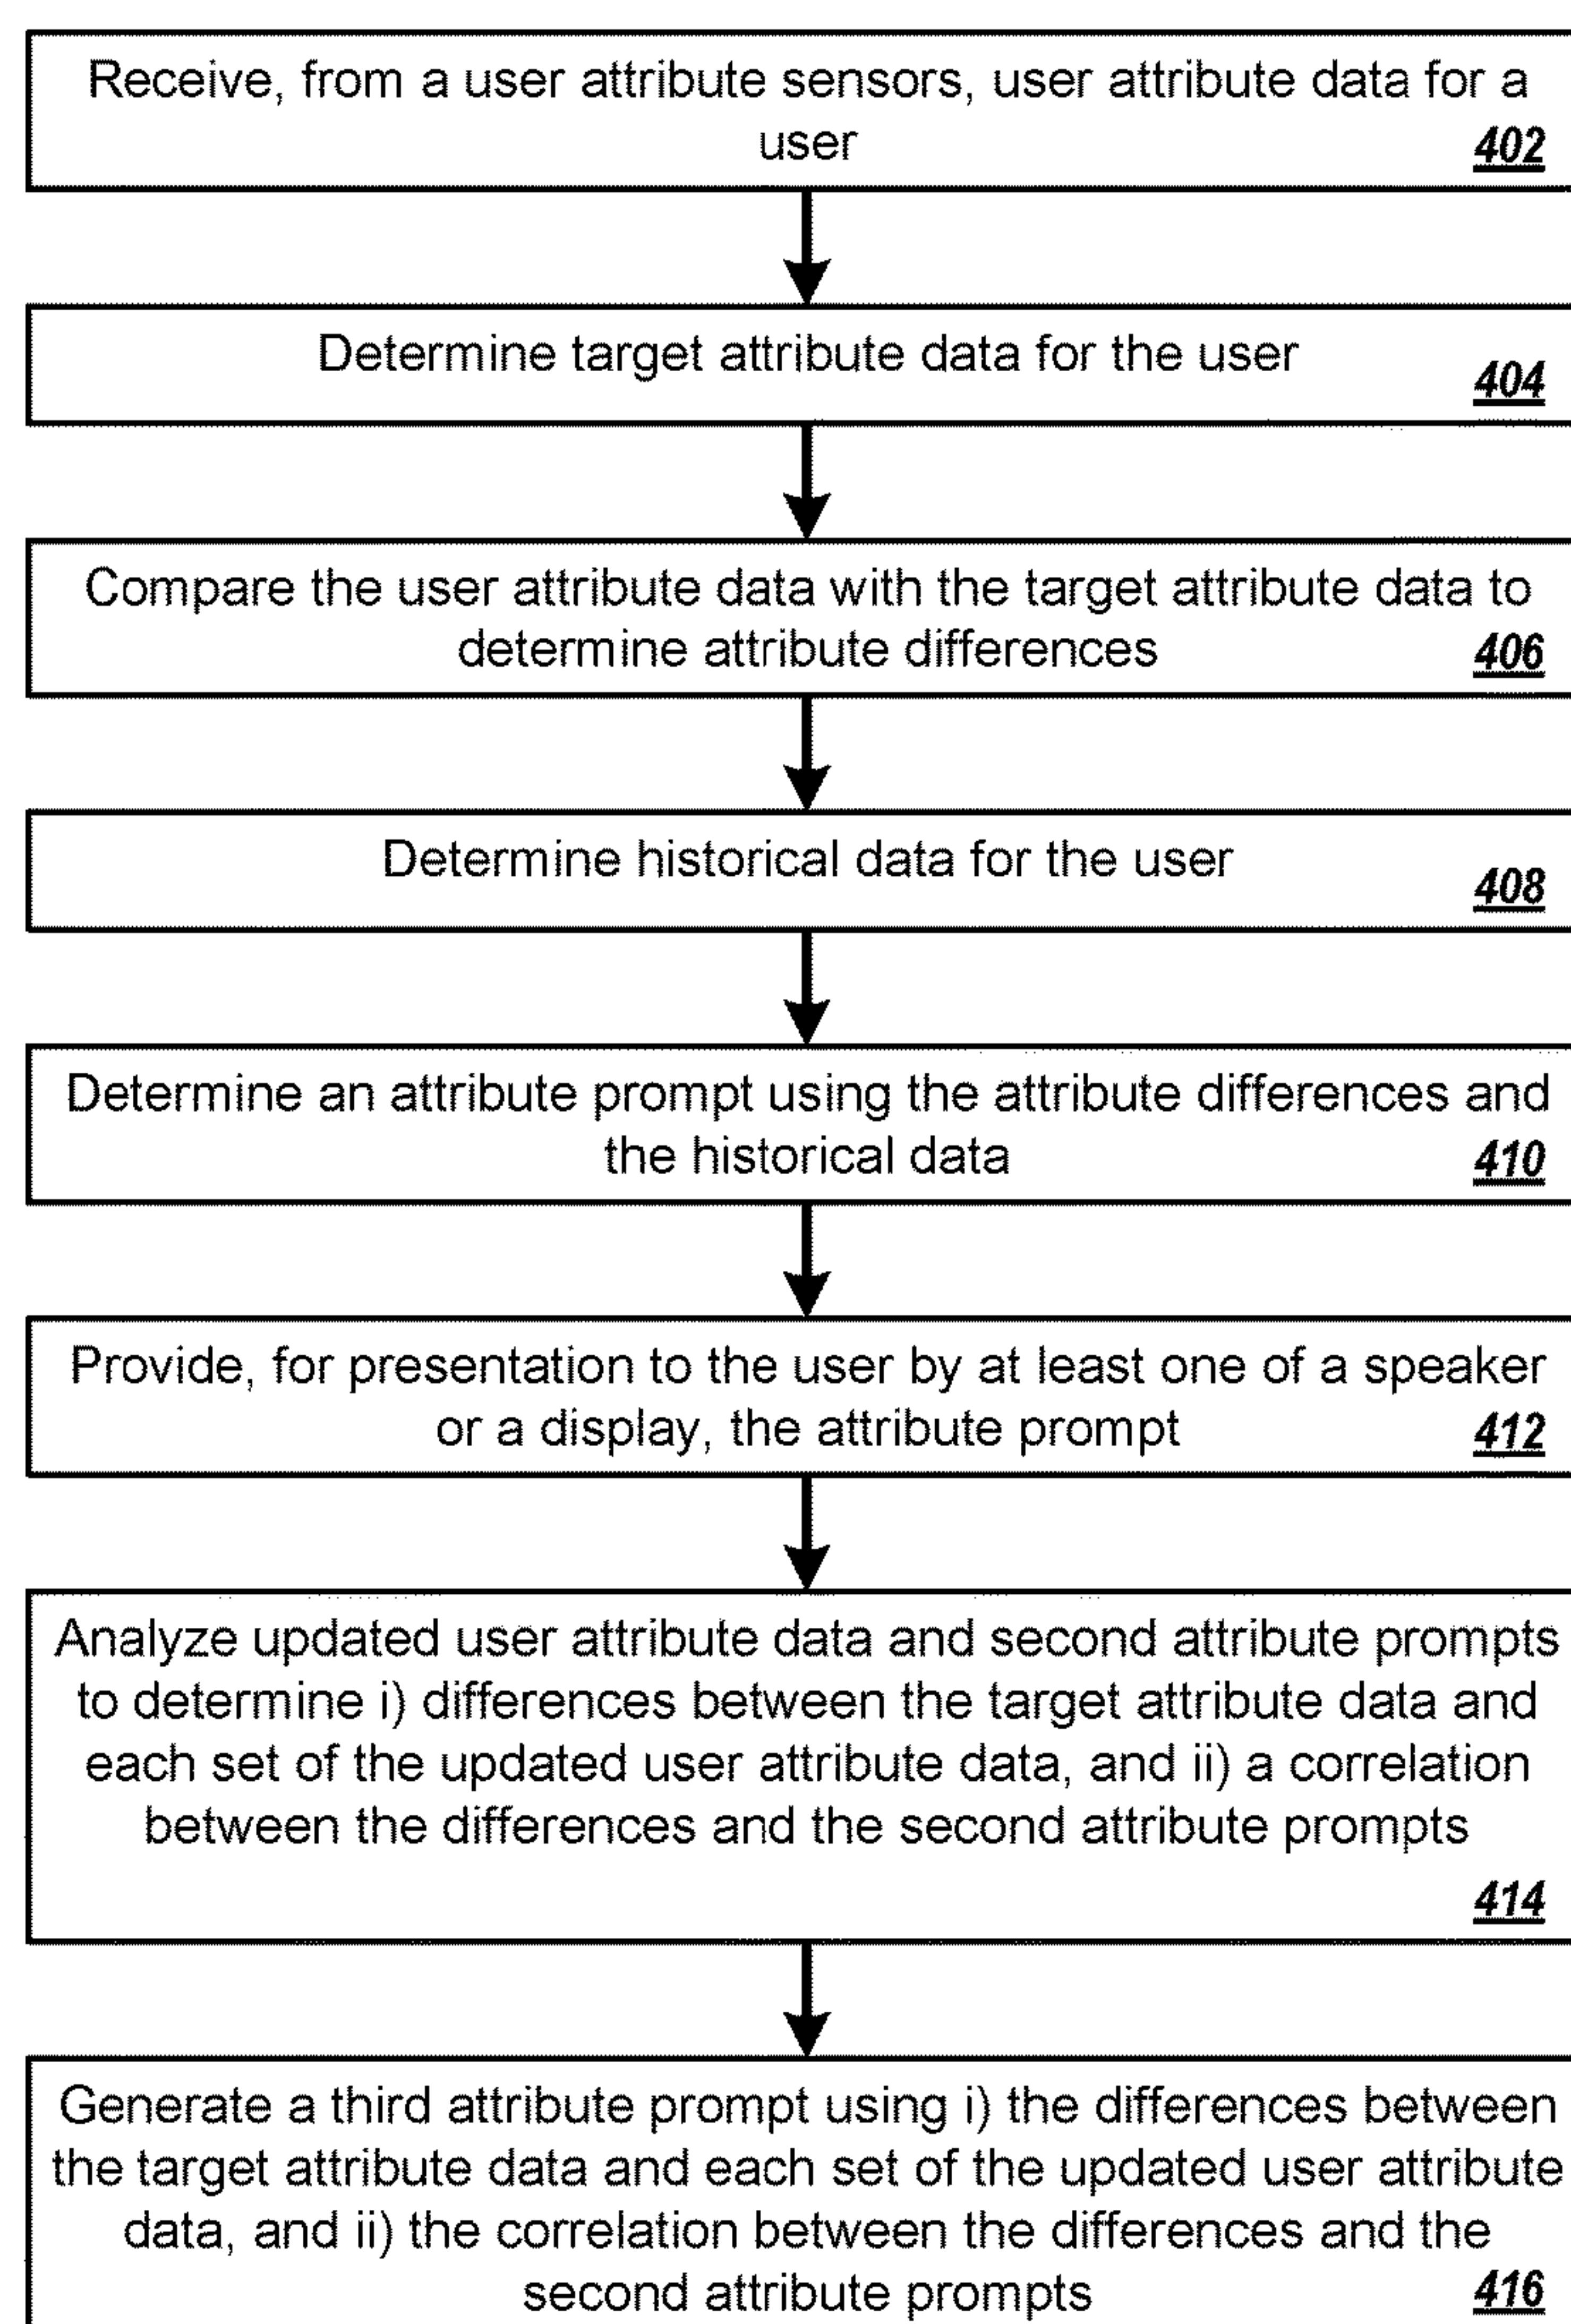 Receive, from a user attribute sensors, user attribute data for a
user
402
Determine target attribute data for the user
404
Compare the user attribute data with the target attribute data to
determine attribute differences
406
Determine historical data for the user
408
Determine an attribute prompt using the attribute differences and
the historical data
410
Provide, for presentation to the user by at least one of a speaker
or a display, the attribute prompt
412
Analyze updated user attribute data and second attribute prompts
to determine i) differences between the target attribute data and
each set of the updated user attribute data, and ii) a correlation
between the differences and the second attribute prompts
414
Generate a third attribute prompt using i) the differences between
the target attribute data and each set of the updated user attribute
data, and ii) the correlation between the differences and the
second attribute prompts
416